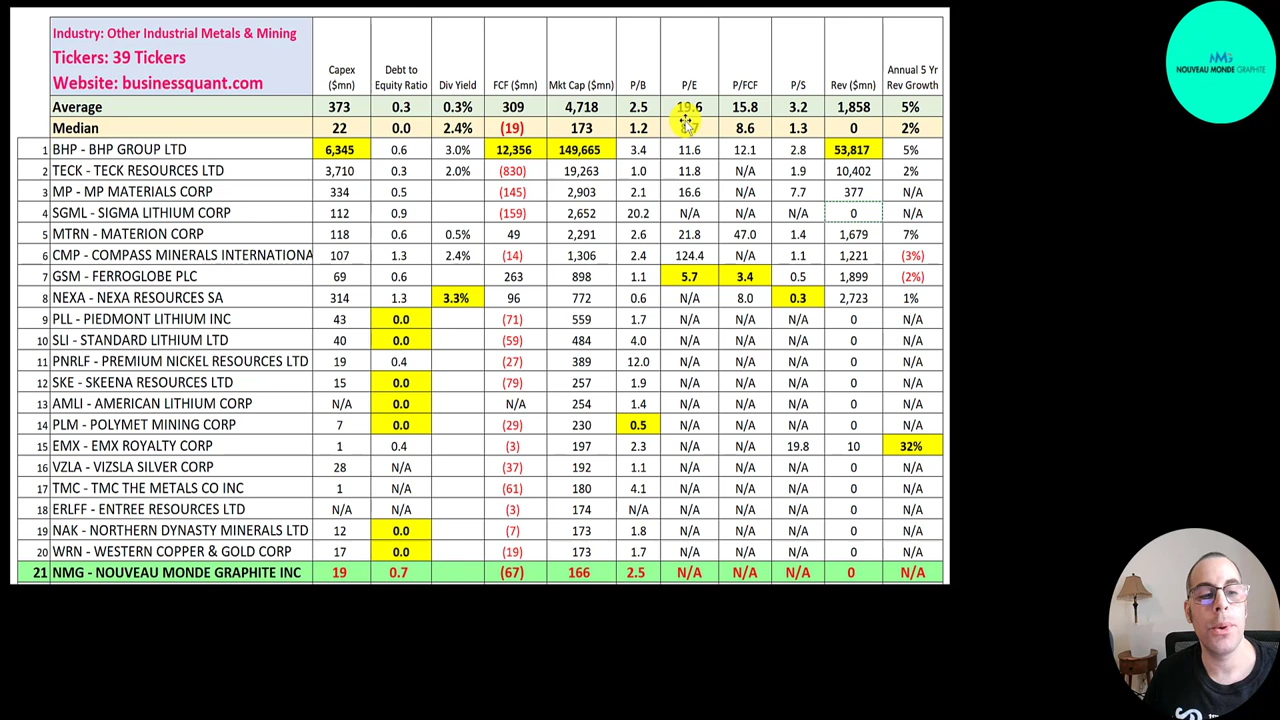 NMG
NOUVEAU MONDE GRAPHITE
Industry: Other Industrial Metals & Mining
Tickers: 39 Tickers
Website: businessquant.com
Capex ($mn) Debt to Equity Ratio Div Yield FCF ($mn) Mkt Cap ($mn) P/B P/E P/FCF P/S Rev ($mn) Annual 5 Yr Rev Growth
Average 373 0.3 0.3% 309 4,718 2.5 19.6 15.8 3.2 1,858 5%
Median 22 0.0 2.4% (19) 173 1.2 8.6 1.3 0 2%
1 BHP - BHP GROUP LTD 6,345 0.6 3.0% 12,356 149,665 3.4 11.6 12.1 2.8 53,817 5%
2 TECK - TECK RESOURCES LTD 3,710 0.3 2.0% (830) 19,263 1.0 11.8 N/A 1.9 10,402 2%
3 MP - MP MATERIALS CORP 334 0.5 (145) 2,903 2.1 16.6 N/A 7.7 377 N/A
4 SGML - SIGMA LITHIUM CORP 112 0.9 (159) 2,652 20.2 N/A N/A N/A 0 N/A
5 MTRN - MATERION CORP 118 0.6 0.5% 49 2,291 2.6 21.8 47.0 1.4 1,679 7%
6 CMP - COMPASS MINERALS INTERNATIONA 107 1.3 2.4% (14) 1,306 2.4 124.4 N/A 1.1 1,221 (3%)
7 GSM - FERROGLOBE PLC 69 0.6 263 898 1.1 5.7 3.4 0.5 1,899 (2%)
8 NEXA - NEXA RESOURCES SA 314 1.3 3.3% 96 772 0.6 N/A 8.0 0.3 2,723 1%
9 PLL - PIEDMONT LITHIUM INC 43 0.0 (71) 559 1.7 N/A N/A N/A 0 N/A
10 SLI - STANDARD LITHIUM LTD 40 0.0 (59) 484 4.0 N/A N/A N/A 0 N/A
11 PNRLF - PREMIUM NICKEL RESOURCES LTD 19 0.4 (27) 389 12.0 N/A N/A N/A 0 N/A
12 SKE - SKEENA RESOURCES LTD 15 0.0 (79) 257 1.9 N/A N/A N/A 0 N/A
13 AMLI - AMERICAN LITHIUM CORP N/A 0.0 N/A 254 1.4 N/A N/A N/A 0 N/A
14 PLM - POLYMET MINING CORP 7 0.0 (29) 230 0.5 N/A N/A N/A 0 N/A
15 EMX - EMX ROYALTY CORP 1 0.4 (3) 197 2.3 N/A N/A 19.8 10 32%
16 VZLA - VIZSLA SILVER CORP 28 N/A (37) 192 1.1 N/A N/A N/A 0 N/A
17 TMC - TMC THE METALS CO INC 1 N/A (61) 180 4.1 N/A N/A N/A 0 N/A
18 ERLFF - ENTREE RESOURCES LTD N/A N/A (3) 174 N/A N/A N/A N/A 0 N/A
19 NAK - NORTHERN DYNASTY MINERALS LTD 12 0.0 (7) 173 1.8 N/A N/A N/A 0 N/A
20 WRN - WESTERN COPPER & GOLD CORP 17 0.0 (19) 173 1.7 N/A N/A N/A 0 N/A
21 NMG - NOUVEAU MONDE GRAPHITE INC 19 0.7 (67) 166 2.5 N/A N/A N/A 0 N/A